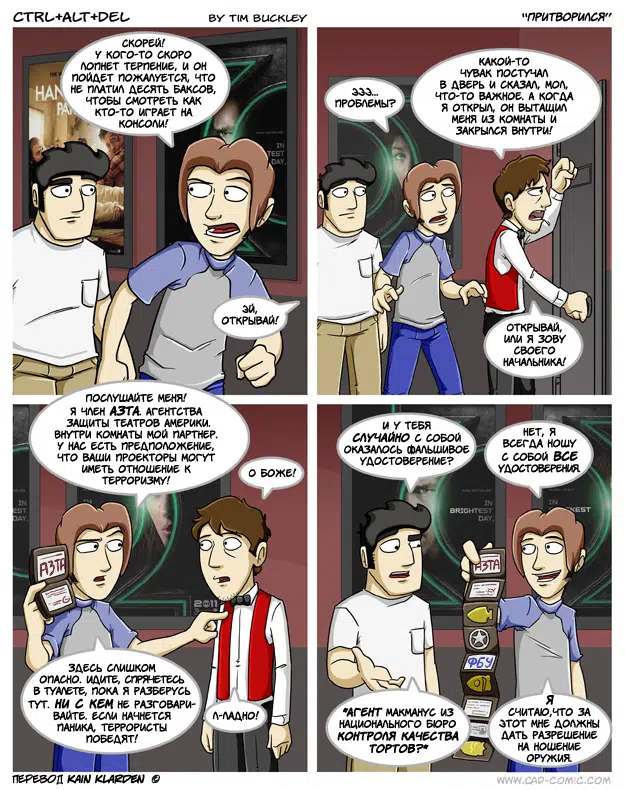 CTRL+ALT+DEL BY TIM BUCKLEY "ПРИТВОРИЛСЯ"
СКОРЕЙ!
У КОГО-ТО СКОРО
ЛОПНЕТ ТЕРПЕНИЕ, И ОН
ПОЙДЕТ ПОЖАЛУЕТСЯ, ЧТО
НЕ ПЛАТИЛ ДЕСЯТЬ БАКСОВ,
ЧТОБЫ СМОТРЕТЬ КАК
КТО-ТО ИГРАЕТ НА
КОНСОЛИ!
HAN
PA
TEST
DAY.
ЭЙ,
ОТКРЫВАЙ!
ЭЭЭ...
ПРОБЛЕМЫ?
КАКОЙ-ТО
ЧУВАК ПОСТУЧАЛ
В ДВЕРЬ И СКАЗАЛ, МОЛ,
ЧТО-ТО ВАЖНОЕ. А КОГДА
Я ОТКРЫЛ, ОН ВЫТАЩИЛ
МЕНЯ ИЗ КОМНАТЫ И
ЗАКРЫЛСЯ ВНУТРИ!
ОТКРЫВАЙ,
ИЛИ Я ЗОВУ
СВОЕГО
НАЧАЛЬНИКА!
ПОСЛУШАЙТЕ МЕНЯ!
Я ЧЛЕН АЗТА. АГЕНТСТВА
ЗАЩИТЫ ТЕАТРОВ АМЕРИКИ.
ВНУТРИ КОМНАТЫ МОЙ ПАРТНЕР.
У НАС ЕСТЬ ПРЕДПОЛОЖЕНИЕ,
ЧТО ВАШИ ПРОЕКТОРЫ МОГУТ
ИМЕТЬ ОТНОШЕНИЕ К
ТЕРРОРИЗМУ!
О БОЖЕ!
IN
DAY.
АЗТА
2011
ЗДЕСЬ СЛИШКОМ
ОПАСНО. ИДИТЕ, СПРЯЧЕТЕСЬ
В ТУАЛЕТЕ, ПОКА Я РАЗБЕРУСЬ
ТУТ. НИ С КЕМ НЕ РАЗГОВАРИ-
ВАЙТЕ. ЕСЛИ НАЧНЕТСЯ
ПАНИКА, ТЕРРОРИСТЫ
ПОБЕДЯТ!
Л-ЛАДНО!
И У ТЕБЯ
СЛУЧАЙНО С СОБОЙ
ОКАЗАЛОСЬ ФАЛЬШИВОЕ
УДОСТОВЕРЕНИЕ?
НЕТ, Я
ВСЕГДА НОШУ
С СОБОЙ ВСЕ
УДОСТОВЕРЕНИЯ.
IN
BRIGHTEST
DAY.
IN
KEST
DAY.
АЗТА
ФБУ
"АГЕНТ МАКМАНУС ИЗ
НАЦИОНАЛЬНОГО БЮРО
КОНТРОЛЯ КАЧЕСТВА
ТОРТОВ?"
Я
СЧИТАЮ,ЧТО ЗА
ЭТОТ МНЕ ДОЛЖНЫ
ДАТЬ РАЗРЕШЕНИЕ
НА НОШЕНИЕ
ОРУЖИЯ.
ПЕРЕВОД KAIN KLARDEN © WWW.CAD-COMIC.COM